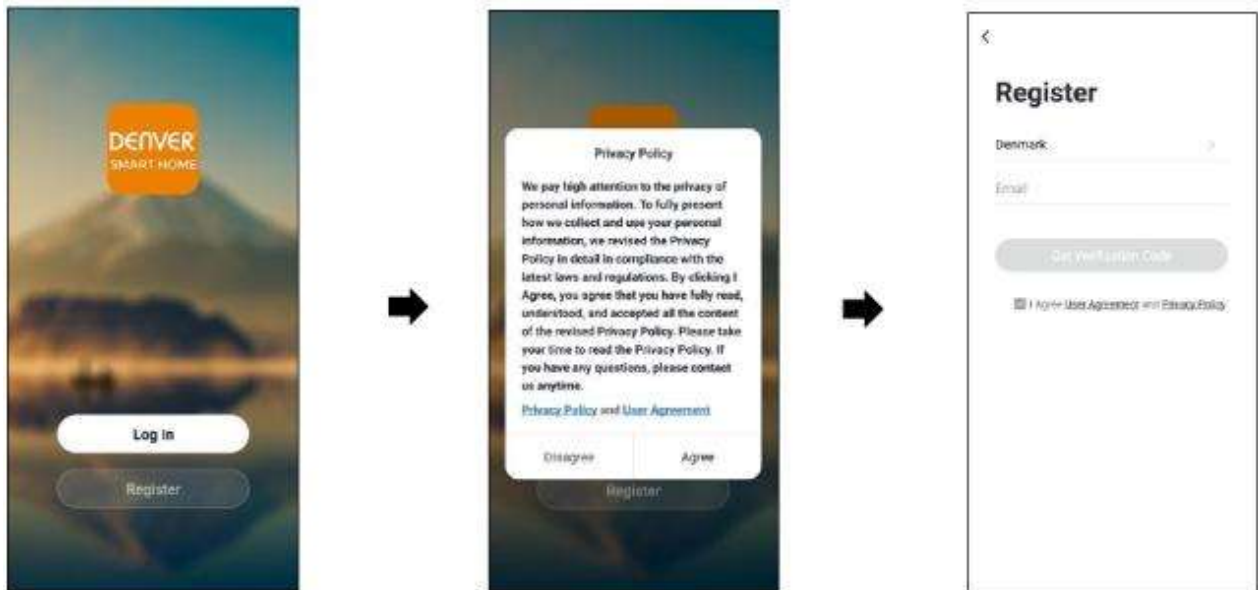 DENVER
SMART HOME
Log In
Register
Privacy Policy
We pay high attention to the privacy of
personal information. To fully present
how we collect and use your personal
information, we revised the Privacy
Policy in detail in compliance with the
latest laws and regulations. By clicking I
Agree, you agree that you have fully read,
understood, and accepted all the content
of the revised Privacy Policy. Please take
your time to read the Privacy Policy. If
you have any questions, please contact
us anytime.
Privacy Policy and User Agreement
Disagree
Agree
Register
Register
Denmark
Email
Get Verification Code
I Agree User Agreement and Privacy Policy